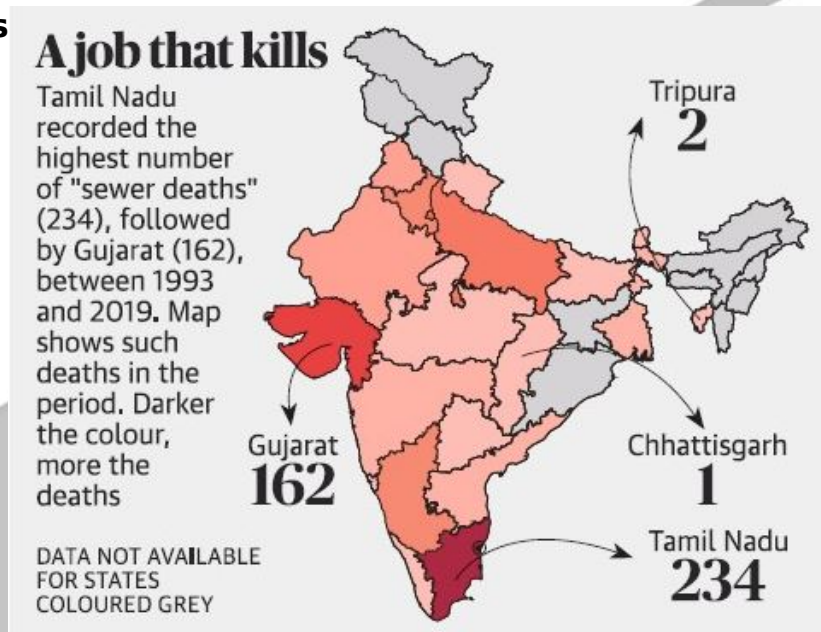 s
A job that kills
Tamil Nadu
recorded the
highest number
of "sewer deaths"
(234), followed
by Gujarat (162),
between 1993
and 2019. Map
shows such
deaths in the
period. Darker
the colour,
more the
deaths
DATA NOT AVAILABLE
FOR STATES
COLOURED GREY
Tripura
2
Gujarat
162
Chhattisgarh
1
Tamil Nadu
234